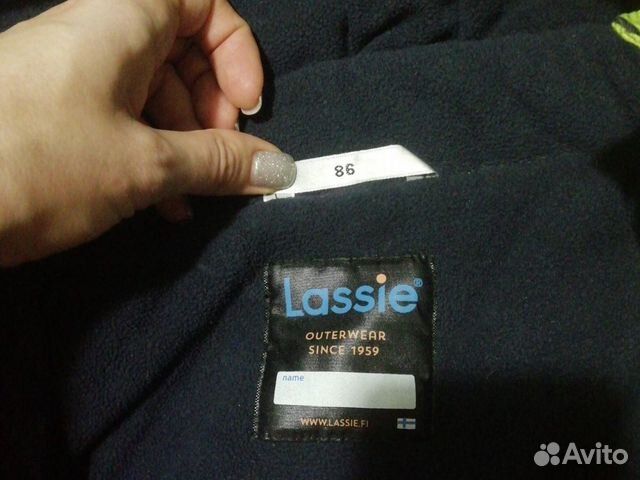 86
Lassie®
OUTERWEAR
SINCE 1959
name
WWW.LASSIE.FI
Avito